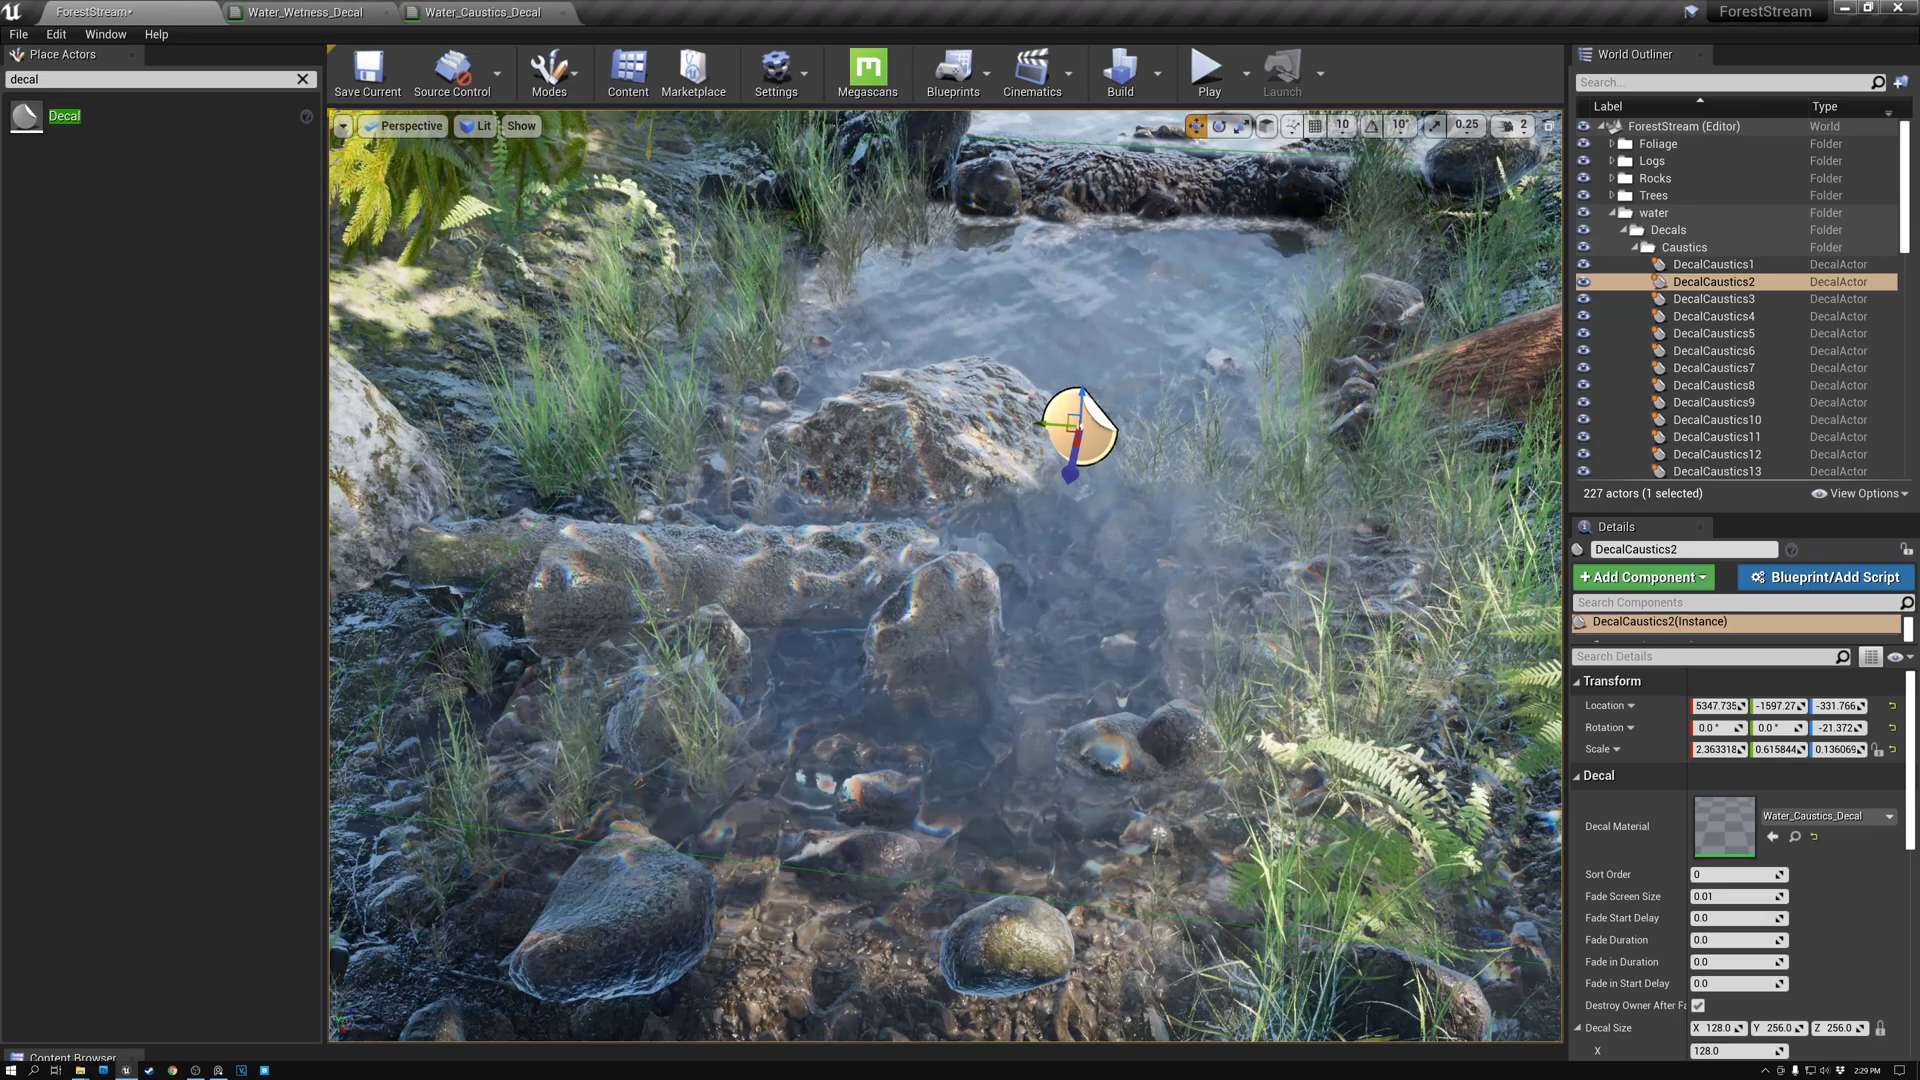 ForestStream*
Water_Wetness_Decal
Water_Caustics_Decal
ForestStream
File Edit Window Help
Place Actors
decal
Decal
Save Current
Source Control
Modes
Content
Marketplace
Settings
Megascans
Blueprints
Cinematics
Build
Play
Launch
Perspective
Lit
Show
10
10°
0.25
2
World Outliner
Search...
Label Type
ForestStream (Editor) World
Foliage Folder
Logs Folder
Rocks Folder
Trees Folder
water Folder
Decals Folder
Caustics Folder
DecalCaustics1 DecalActor
DecalCaustics2 DecalActor
DecalCaustics3 DecalActor
DecalCaustics4 DecalActor
DecalCaustics5 DecalActor
DecalCaustics6 DecalActor
DecalCaustics7 DecalActor
DecalCaustics8 DecalActor
DecalCaustics9 DecalActor
DecalCaustics10 DecalActor
DecalCaustics11 DecalActor
DecalCaustics12 DecalActor
DecalCaustics13 DecalActor
227 actors (1 selected) View Options
Details
DecalCaustics2
+ Add Component Blueprint/Add Script
Search Components
DecalCaustics2(Instance)
Search Details
Transform
Location 5347.735 -1597.27 -331.766
Rotation 0.0 ° 0.0 ° -21.372
Scale 2.363318 0.615844 0.136069
Decal
Decal Material Water_Caustics_Decal
Sort Order 0
Fade Screen Size 0.01
Fade Start Delay 0.0
Fade Duration 0.0
Fade in Duration 0.0
Fade in Start Delay 0.0
Destroy Owner After Fa
Decal Size X 128.0 Y 256.0 Z 256.0
X 128.0
Content Browser
2:29 PM